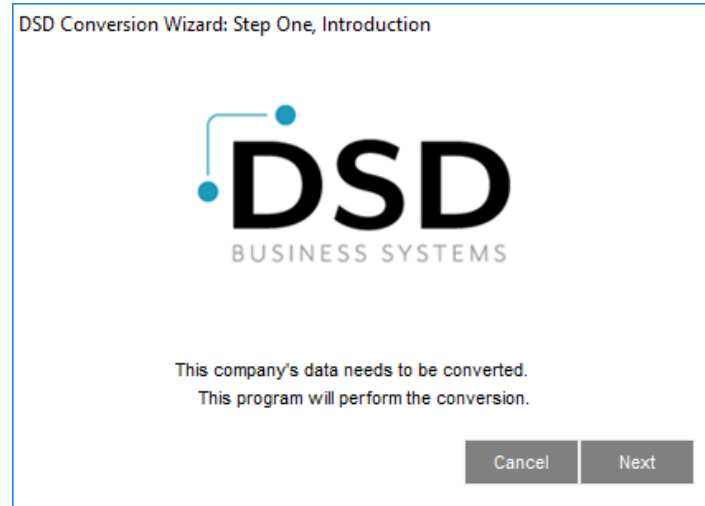 DSD Conversion Wizard: Step One, Introduction
DSD
BUSINESS SYSTEMS
This company's data needs to be converted.
This program will perform the conversion.
Cancel Next